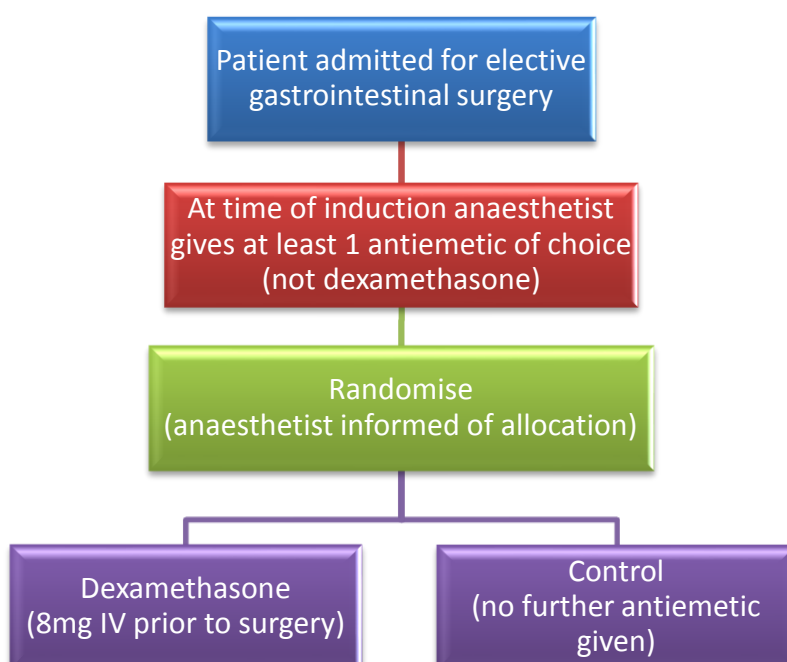 Patient admitted for elective
gastrointestinal surgery
At time of induction anaesthetist
gives at least 1 antiemetic of choice
(not dexamethasone)
Randomise
(anaesthetist informed of allocation)
Dexamethasone
(8mg IV prior to surgery)
Control
(no further antiemetic
given)